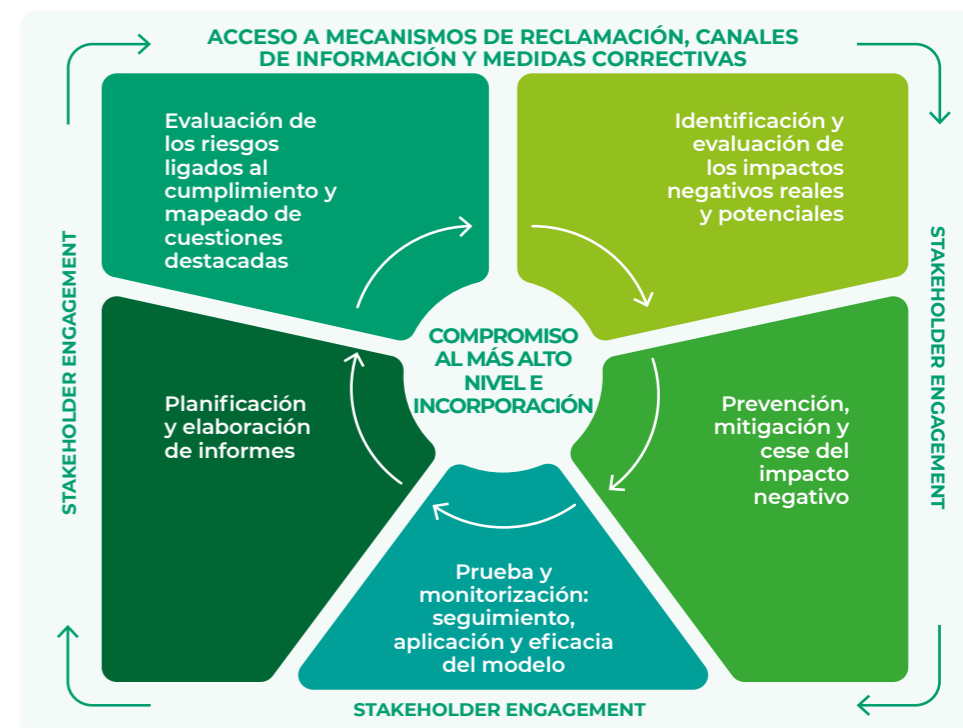 ACCESO A MECANISMOS DE RECLAMACIÓN, CANALES
DE INFORMACIÓN Y MEDIDAS CORRECTIVAS
Evaluación de
los riesgos
ligados al
cumplimiento y
mapeado de
cuestiones
destacadas
Identificación y
evaluación de
los impactos
negativos reales
y potenciales
STAKEHOLDER ENGAGEMENT
STAKEHOLDER ENGAGEMENT
COMPROMISO
AL MÁS ALTO
NIVEL E
INCORPORACIÓN
Planificación
y elaboración
de informes
Prevención,
mitigación y
cese del
impacto
negativo
Prueba y
monitorización:
seguimiento,
aplicación y eficacia
del modelo
STAKEHOLDER ENGAGEMENT